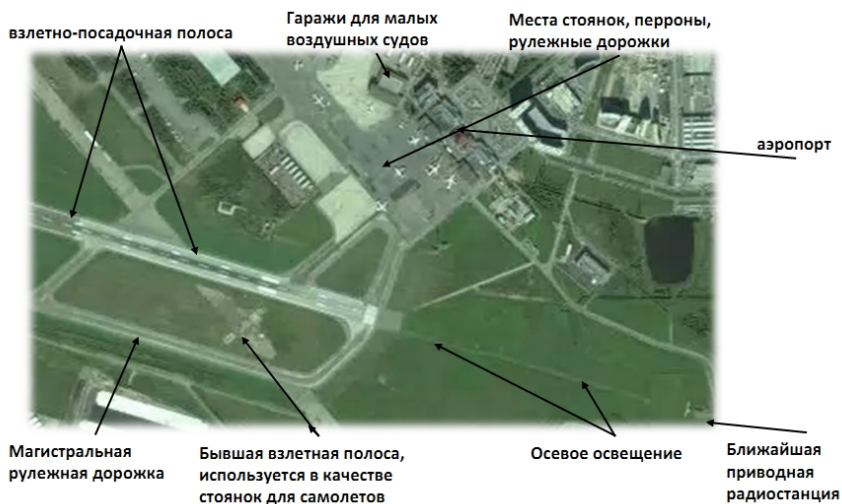 взлетно-посадочная полоса
Гаражи для малых
воздушных судов
Места стоянок, перроны,
рулежные дорожки
аэропорт
Магистральная
рулежная дорожка
Бывшая взлетная полоса,
используется в качестве
стоянок для самолетов
Осевое освещение
Ближайшая
приводная
радиостанция